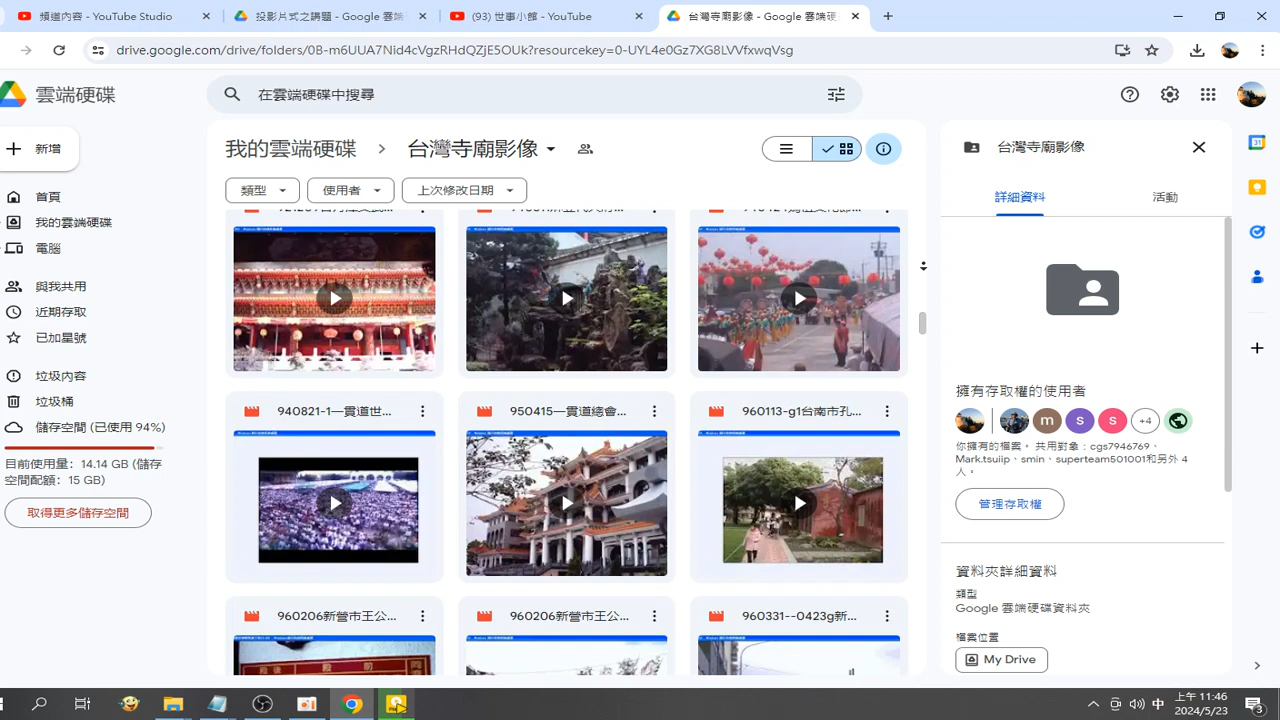 頻道內容 - YouTube Studio
投影片式之講題 - Google 雲端
(93) 世事小館 - YouTube
台灣寺廟影像 - Google 雲端硬
drive.google.com/drive/folders/0B-m6UUA7Nid4cVgzRHdQZjE5OUk?resourcekey=0-UYL4e0Gz7XG8LVVfxwqVsg
雲端硬碟
在雲端硬碟中搜尋
新增
首頁
我的雲端硬碟
電腦
與我共用
近期存取
已加星號
垃圾內容
垃圾桶
儲存空間 (已使用 94%)
目前使用量：14.14 GB (儲存
空間配額：15 GB)
取得更多儲存空間
我的雲端硬碟
台灣寺廟影像
類型
使用者
上次修改日期
940821-1一貫道世...
950415一貫道總會...
960113-g1台南市孔...
960206新營市王公...
960206新營市王公...
960331--0423g新...
台灣寺廟影像
詳細資料
活動
擁有存取權的使用者
m
s
s
+4
你擁有的檔案。 共用對象：cgs7946769、
Mark.tsuiip、smin、superteam501001和另外 4
人。
管理存取權
資料夾詳細資料
類型
Google 雲端硬碟資料夾
檔案位置
My Drive
31
中
上午 11:46
2024/5/23
3